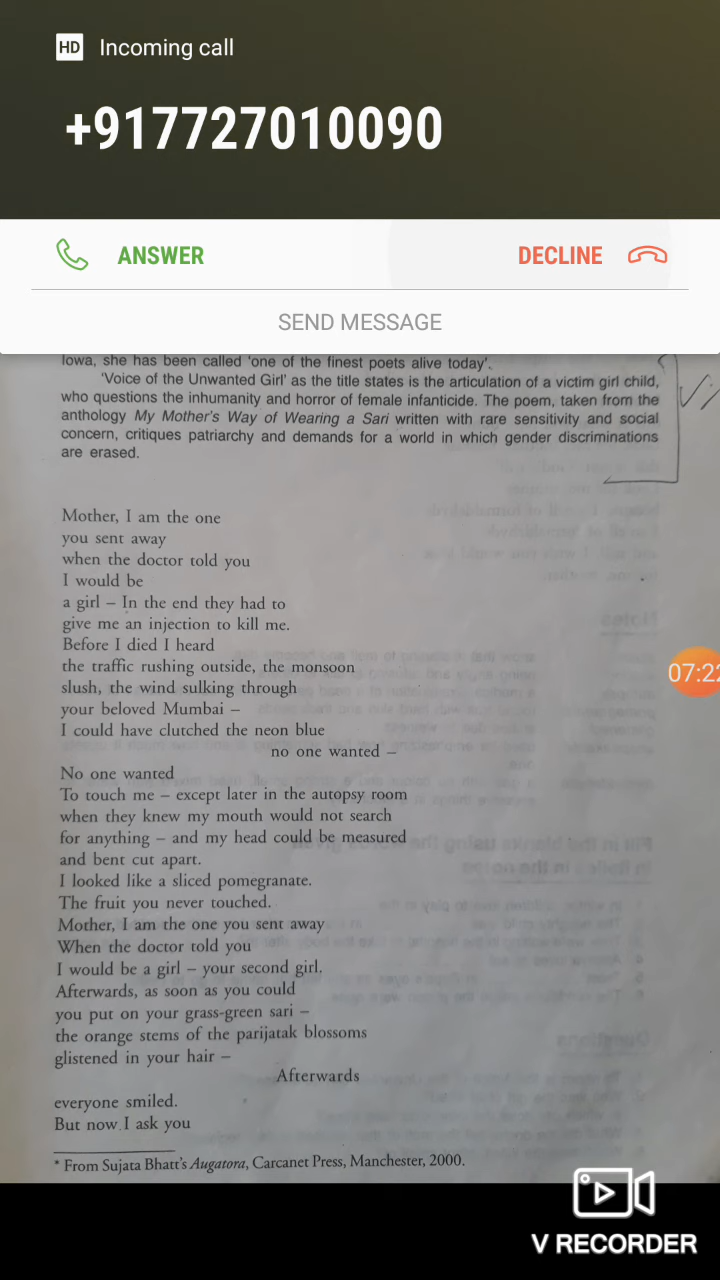 HD Incoming call
+917727010090
ANSWER DECLINE
SEND MESSAGE
Iowa, she has been called 'one of the finest poets alive today'.
'Voice of the Unwanted Girl' as the title states is the articulation of a victim girl child,
who questions the inhumanity and horror of female infanticide. The poem, taken from the
anthology My Mother's Way of Wearing a Sari written with rare sensitivity and social
concern, critiques patriarchy and demands for a world in which gender discriminations
are erased.
Mother, I am the one
you sent away
when the doctor told you
I would be
a girl – In the end they had to
give me an injection to kill me.
Before I died I heard
the traffic rushing outside, the monsoon
slush, the wind sulking through
your beloved Mumbai –
I could have clutched the neon blue
no one wanted –
No one wanted
To touch me – except later in the autopsy room
when they knew my mouth would not search
for anything – and my head could be measured
and bent cut apart.
I looked like a sliced pomegranate.
The fruit you never touched.
Mother, I am the one you sent away
When the doctor told you
I would be a girl – your second girl.
Afterwards, as soon as you could
you put on your grass-green sari –
the orange stems of the parijatak blossoms
glistened in your hair –
Afterwards
everyone smiled.
But now I ask you
* From Sujata Bhatt's Augatora, Carcanet Press, Manchester, 2000.
07:22
V RECORDER